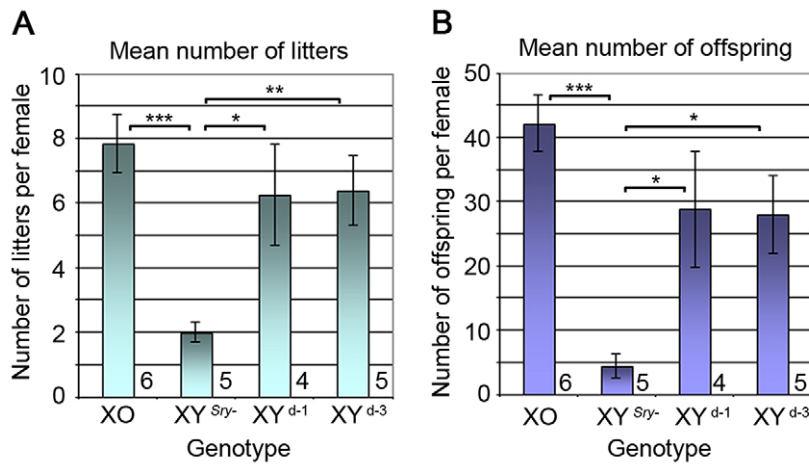 A
Mean number of litters
Number of litters per female
10
8
6
4
2
0
***
*
**
6
5
4
5
XO
XY Sry-
XY d-1
XY d-3
Genotype
B
Mean number of offspring
Number of offspring per female
50
40
30
20
10
0
***
*
*
6
5
4
5
XO
XY Sry-
XY d-1
XY d-3
Genotype